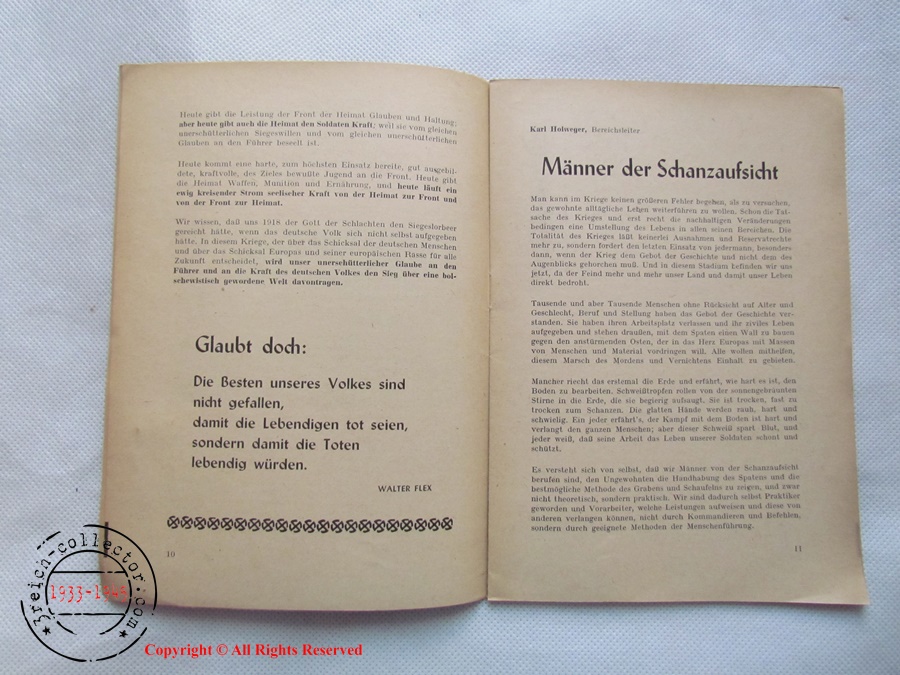 Heute gibt die Leistung der Front der Heimat Glauben und Haltung;
aber heute gibt auch die Heimat den Soldaten Kraft, weil sie vom gleichen
unerschütterlichen Siegeswillen und vom gleichen unerschütterlichen
Glauben an den Führer beseelt ist.
Heute kommt eine harte, zum höchsten Einsatz bereite, gut ausgebil-
dete, kraftvolle, des Zieles bewußte Jugend an die Front. Heute gibt
die Heimat Waffen, Munition und Ernährung, und heute läuft ein
ewig kreisender Strom seelischer Kraft von der Heimat zur Front und
von der Front zur Heimat.
Wir wissen, daß uns 1918 der Gott der Schlachten den Siegeslorbeer
gereicht hätte, wenn das deutsche Volk sich nicht selbst aufgegeben
hätte. In diesem Kriege, der über das Schicksal der deutschen Menschen
und über das Schicksal Europas und seiner europäischen Rasse für alle
Zukunft entscheidet, wird unser unerschütterlicher Glaube an den
Führer und an die Kraft des deutschen Volkes den Sieg über eine bol-
schewistisch gewordene Welt davontragen.
Glaubt doch:
Die Besten unseres Volkes sind
nicht gefallen,
damit die Lebendigen tot seien,
sondern damit die Toten
lebendig würden.
WALTER FLEX
10
Karl Holweger, Bereichsleiter
Männer der Schanzaufsicht
Man kann im Kriege keinen größeren Fehler begehen, als zu versuchen,
das gewohnte alltägliche Leben weiterführen zu wollen. Schon die Tat-
sache des Krieges und erst recht die nachhaltigen Veränderungen
bedingen eine Umstellung des Lebens in allen seinen Bereichen. Die
Totalität des Krieges läßt keinerlei Ausnahmen und Reservatrechte
mehr zu, sondern fordert den letzten Einsatz von jedermann, besonders
dann, wenn der Krieg dem Gebot der Geschichte und nicht dem des
Augenblicks gehorchen muß. Und in diesem Stadium befinden wir uns
jetzt, da der Feind mehr und mehr unser Land und damit unser Leben
direkt bedroht.
Tausende und aber Tausende Menschen ohne Rücksicht auf Alter und
Geschlecht, Beruf und Stellung haben das Gebot der Geschichte ver-
standen. Sie haben ihren Arbeitsplatz verlassen und ihr ziviles Leben
aufgegeben und stehen draußen, mit dem Spaten einen Wall zu bauen
gegen den anstürmenden Osten, der in das Herz Europas mit Massen
von Menschen und Material vordringen will. Alle wollen mithelfen,
diesem Marsch des Mordens und Vernichtens Einhalt zu gebieten.
Mancher riecht das erstemal die Erde und erfährt, wie hart es ist, den
Boden zu bearbeiten. Schweißtropfen rollen von der sonnengebräunten
Stirne in die Erde, die sie begierig aufsaugt. Sie ist trocken, fast zu
trocken zum Schanzen. Die glatten Hände werden rauh, hart und
schwielig. Ein jeder erfährt's, der Kampf mit dem Boden ist hart und
verlangt den ganzen Menschen; aber dieser Schweiß spart Blut, und
jeder weiß, daß seine Arbeit das Leben unserer Soldaten schont und
schützt.
Es versteht sich von selbst, daß wir Männer von der Schanzaufsicht
berufen sind, den Ungewohnten die Handhabung des Spatens und die
bestmögliche Methode des Grabens und Schaufelns zu zeigen, und zwar
nicht theoretisch, sondern praktisch. Wir sind dadurch selbst Praktiker
geworden und Vorarbeiter, welche Leistungen aufweisen und diese von
anderen verlangen können, nicht durch Kommandieren und Befehlen,
sondern durch geeignete Methoden der Menschenführung.
11
3reich-collector.com
1933-1945
Copyright © All Rights Reserved